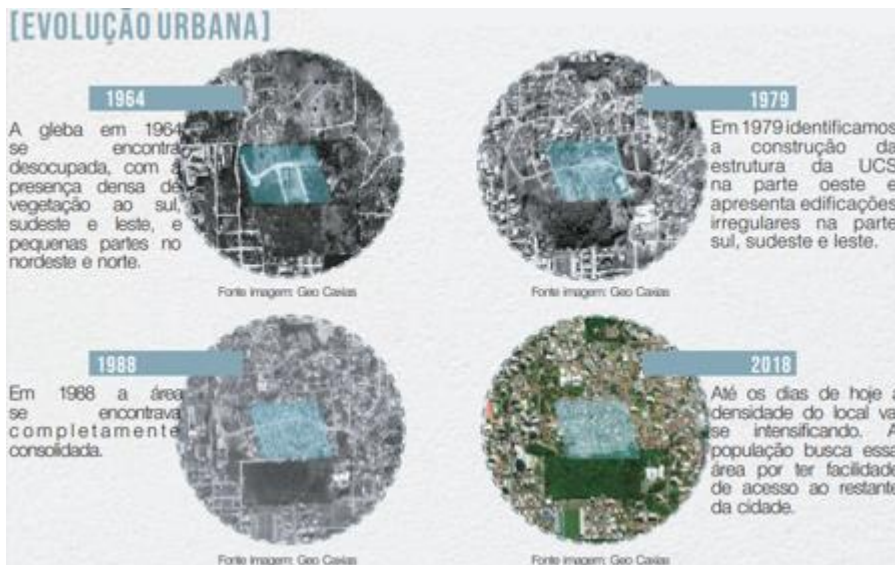 [EVOLUÇÃO URBANA]
1964
A gleba em 1964
se encontra
desocupada, com a
presença densa de
vegetação ao sul,
sudeste e leste, e
pequenas partes no
nordeste e norte.
Fonte imagem: Geo Caxias
1979
Em 1979 identificamos
a construção da
estrutura da UCS
na parte oeste e
apresenta edificações
irregulares na parte
sul, sudeste e leste.
Fonte imagem: Geo Caxias
1988
Em 1988 a área
se encontrava
completamente
consolidada.
Fonte imagem: Geo Caxias
2018
Até os dias de hoje a
densidade do local va
se intensificando. A
população busca essa
área por ter facilidade
de acesso ao restante
da cidade.
Fonte imagem: Geo Caxias